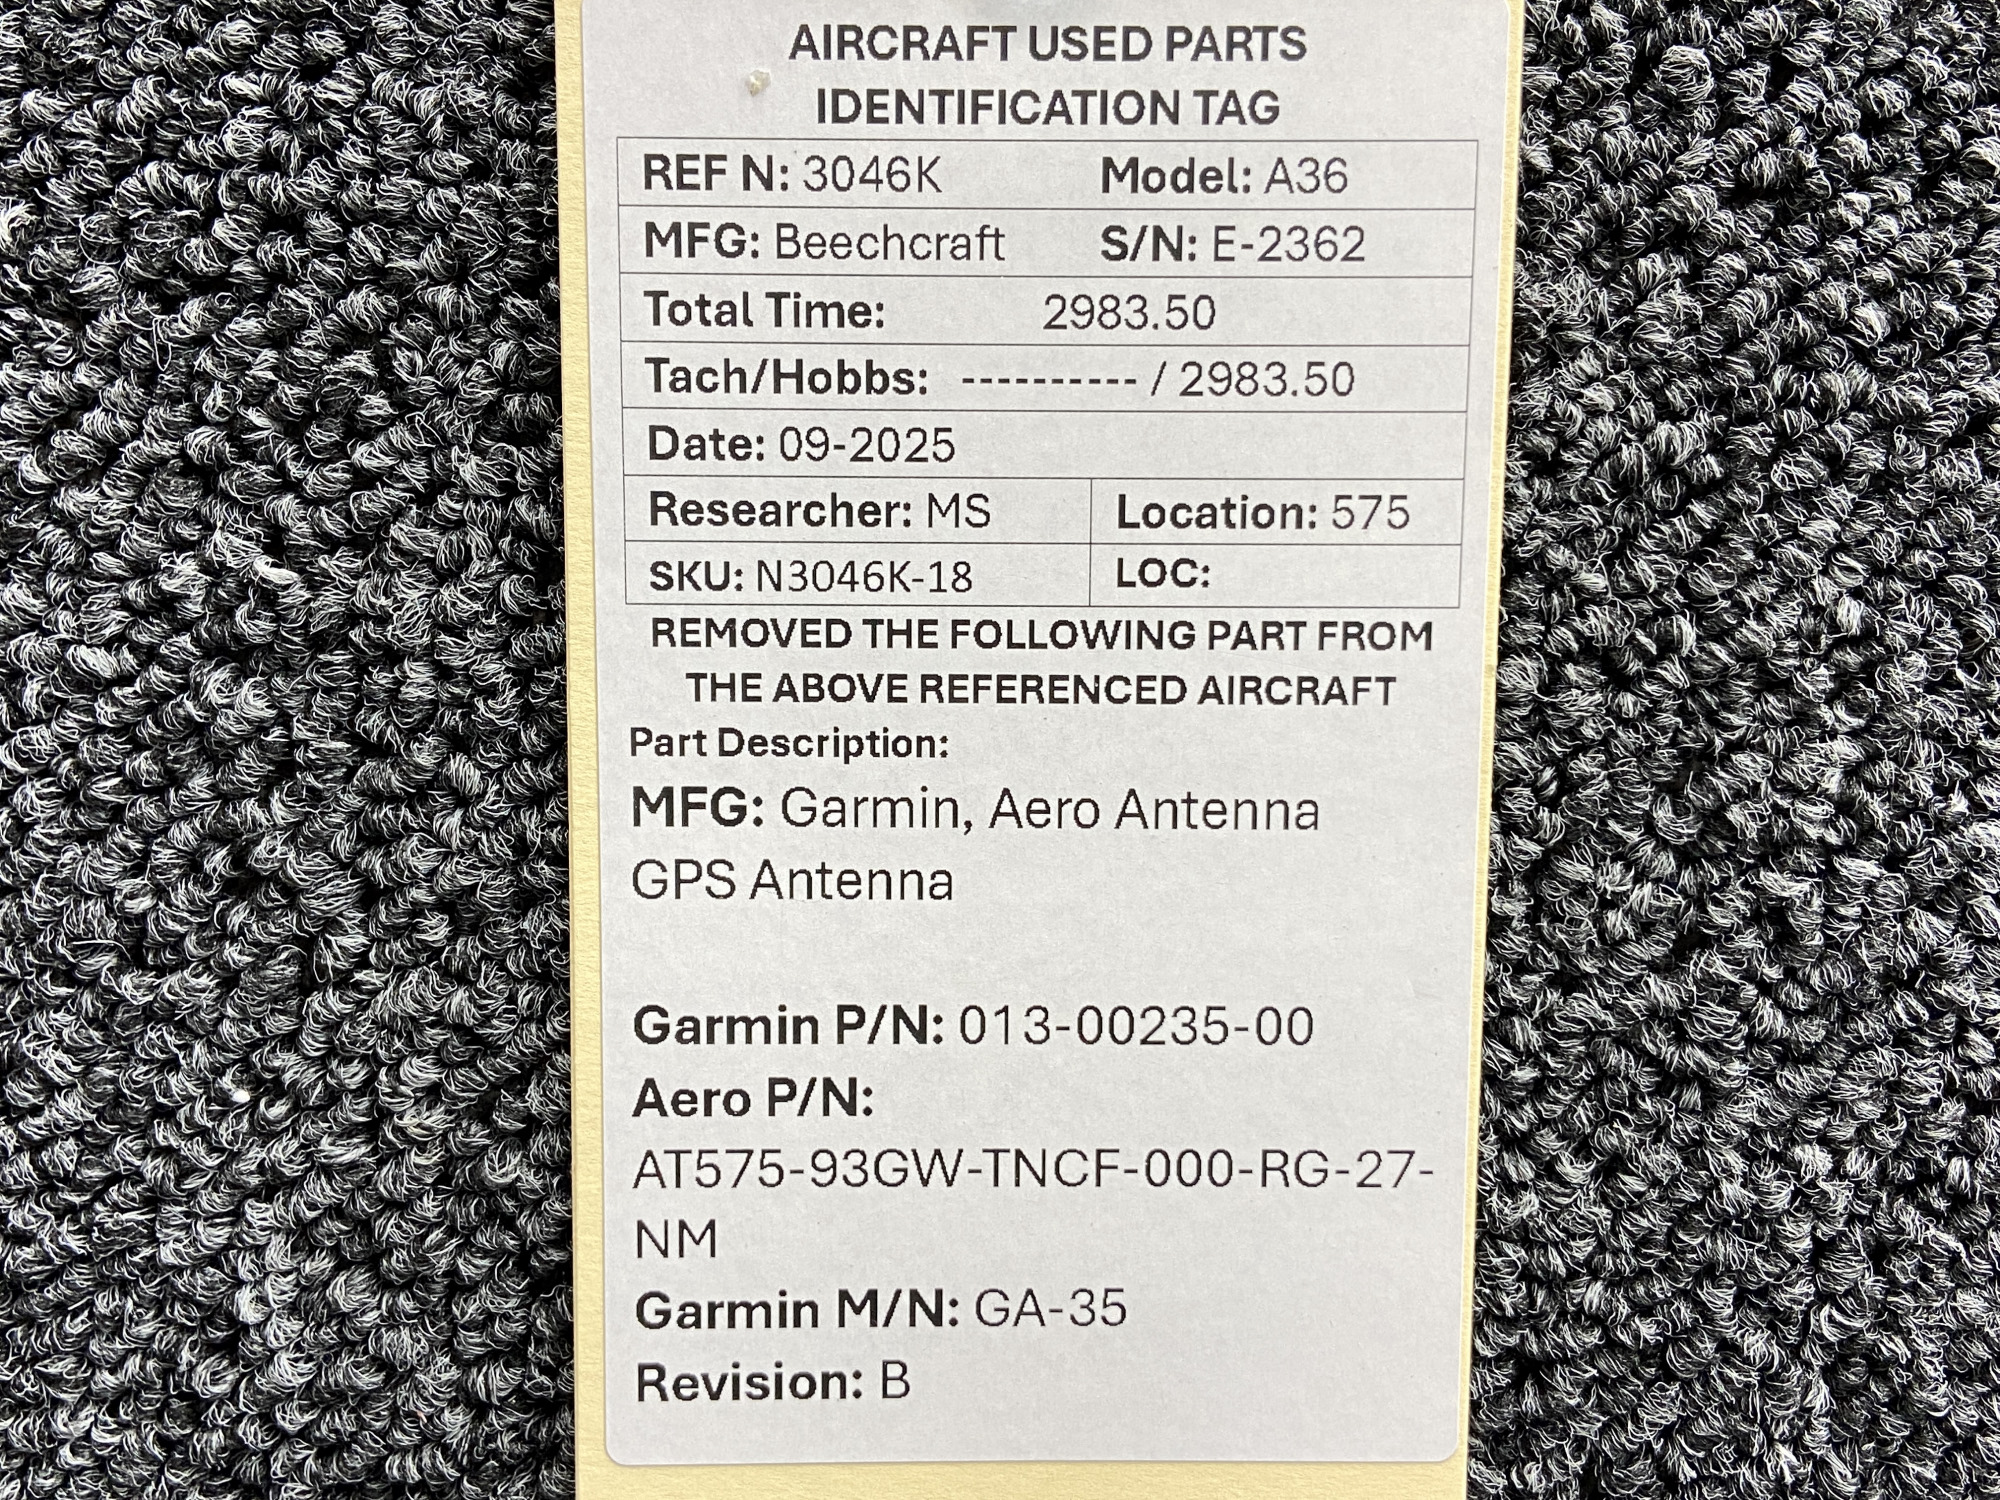 AIRCRAFT USED PARTS
IDENTIFICATION TAG
REF N: 3046K Model: A36
MFG: Beechcraft S/N: E-2362
Total Time: 2983.50
Tach/Hobbs: ---------- / 2983.50
Date: 09-2025
Researcher: MS Location: 575
SKU: N3046K-18 LOC:
REMOVED THE FOLLOWING PART FROM
THE ABOVE REFERENCED AIRCRAFT
Part Description:
MFG: Garmin, Aero Antenna
GPS Antenna
Garmin P/N: 013-00235-00
Aero P/N:
AT575-93GW-TNCF-000-RG-27-
NM
Garmin M/N: GA-35
Revision: B